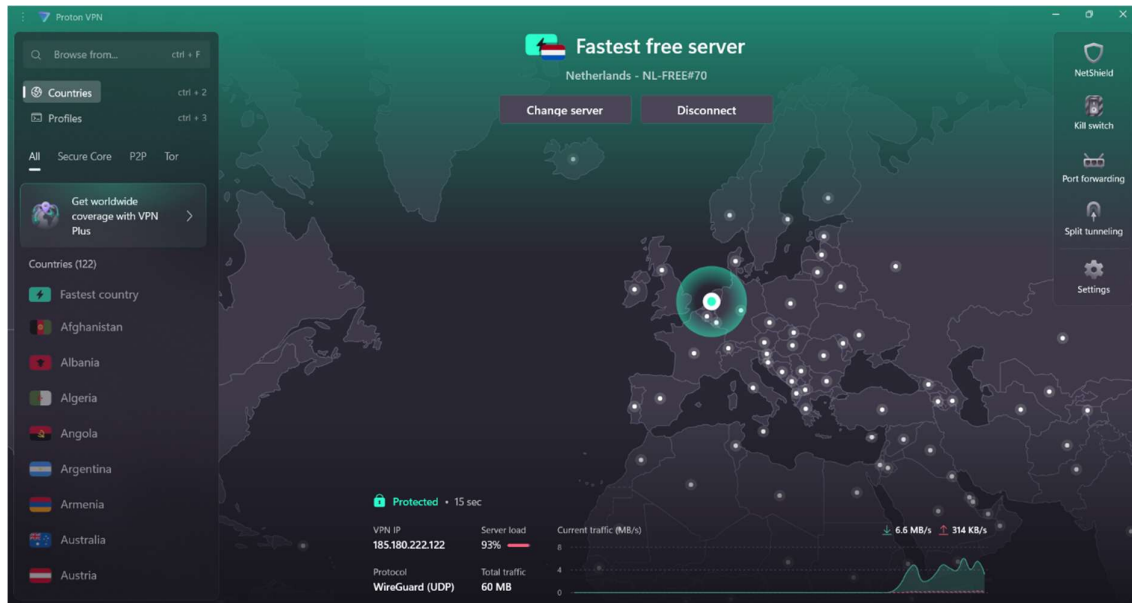 Proton VPN
Browse from...
ctrl + F
Countries
ctrl + 2
Profiles
ctrl + 3
All
Secure Core
P2P
Tor
Get worldwide
coverage with VPN
Plus
Countries (122)
Fastest country
Afghanistan
Albania
Algeria
Angola
Argentina
Armenia
Australia
Austria
Fastest free server
Netherlands - NL-FREE#70
Change server
Disconnect
Protected • 15 sec
VPN IP
185.180.222.122
Server load
93%
Protocol
WireGuard (UDP)
Total traffic
60 MB
Current traffic (MB/s)
6.6 MB/s
314 KB/s
8
4
0
NetShield
Kill switch
Port forwarding
Split tunneling
Settings